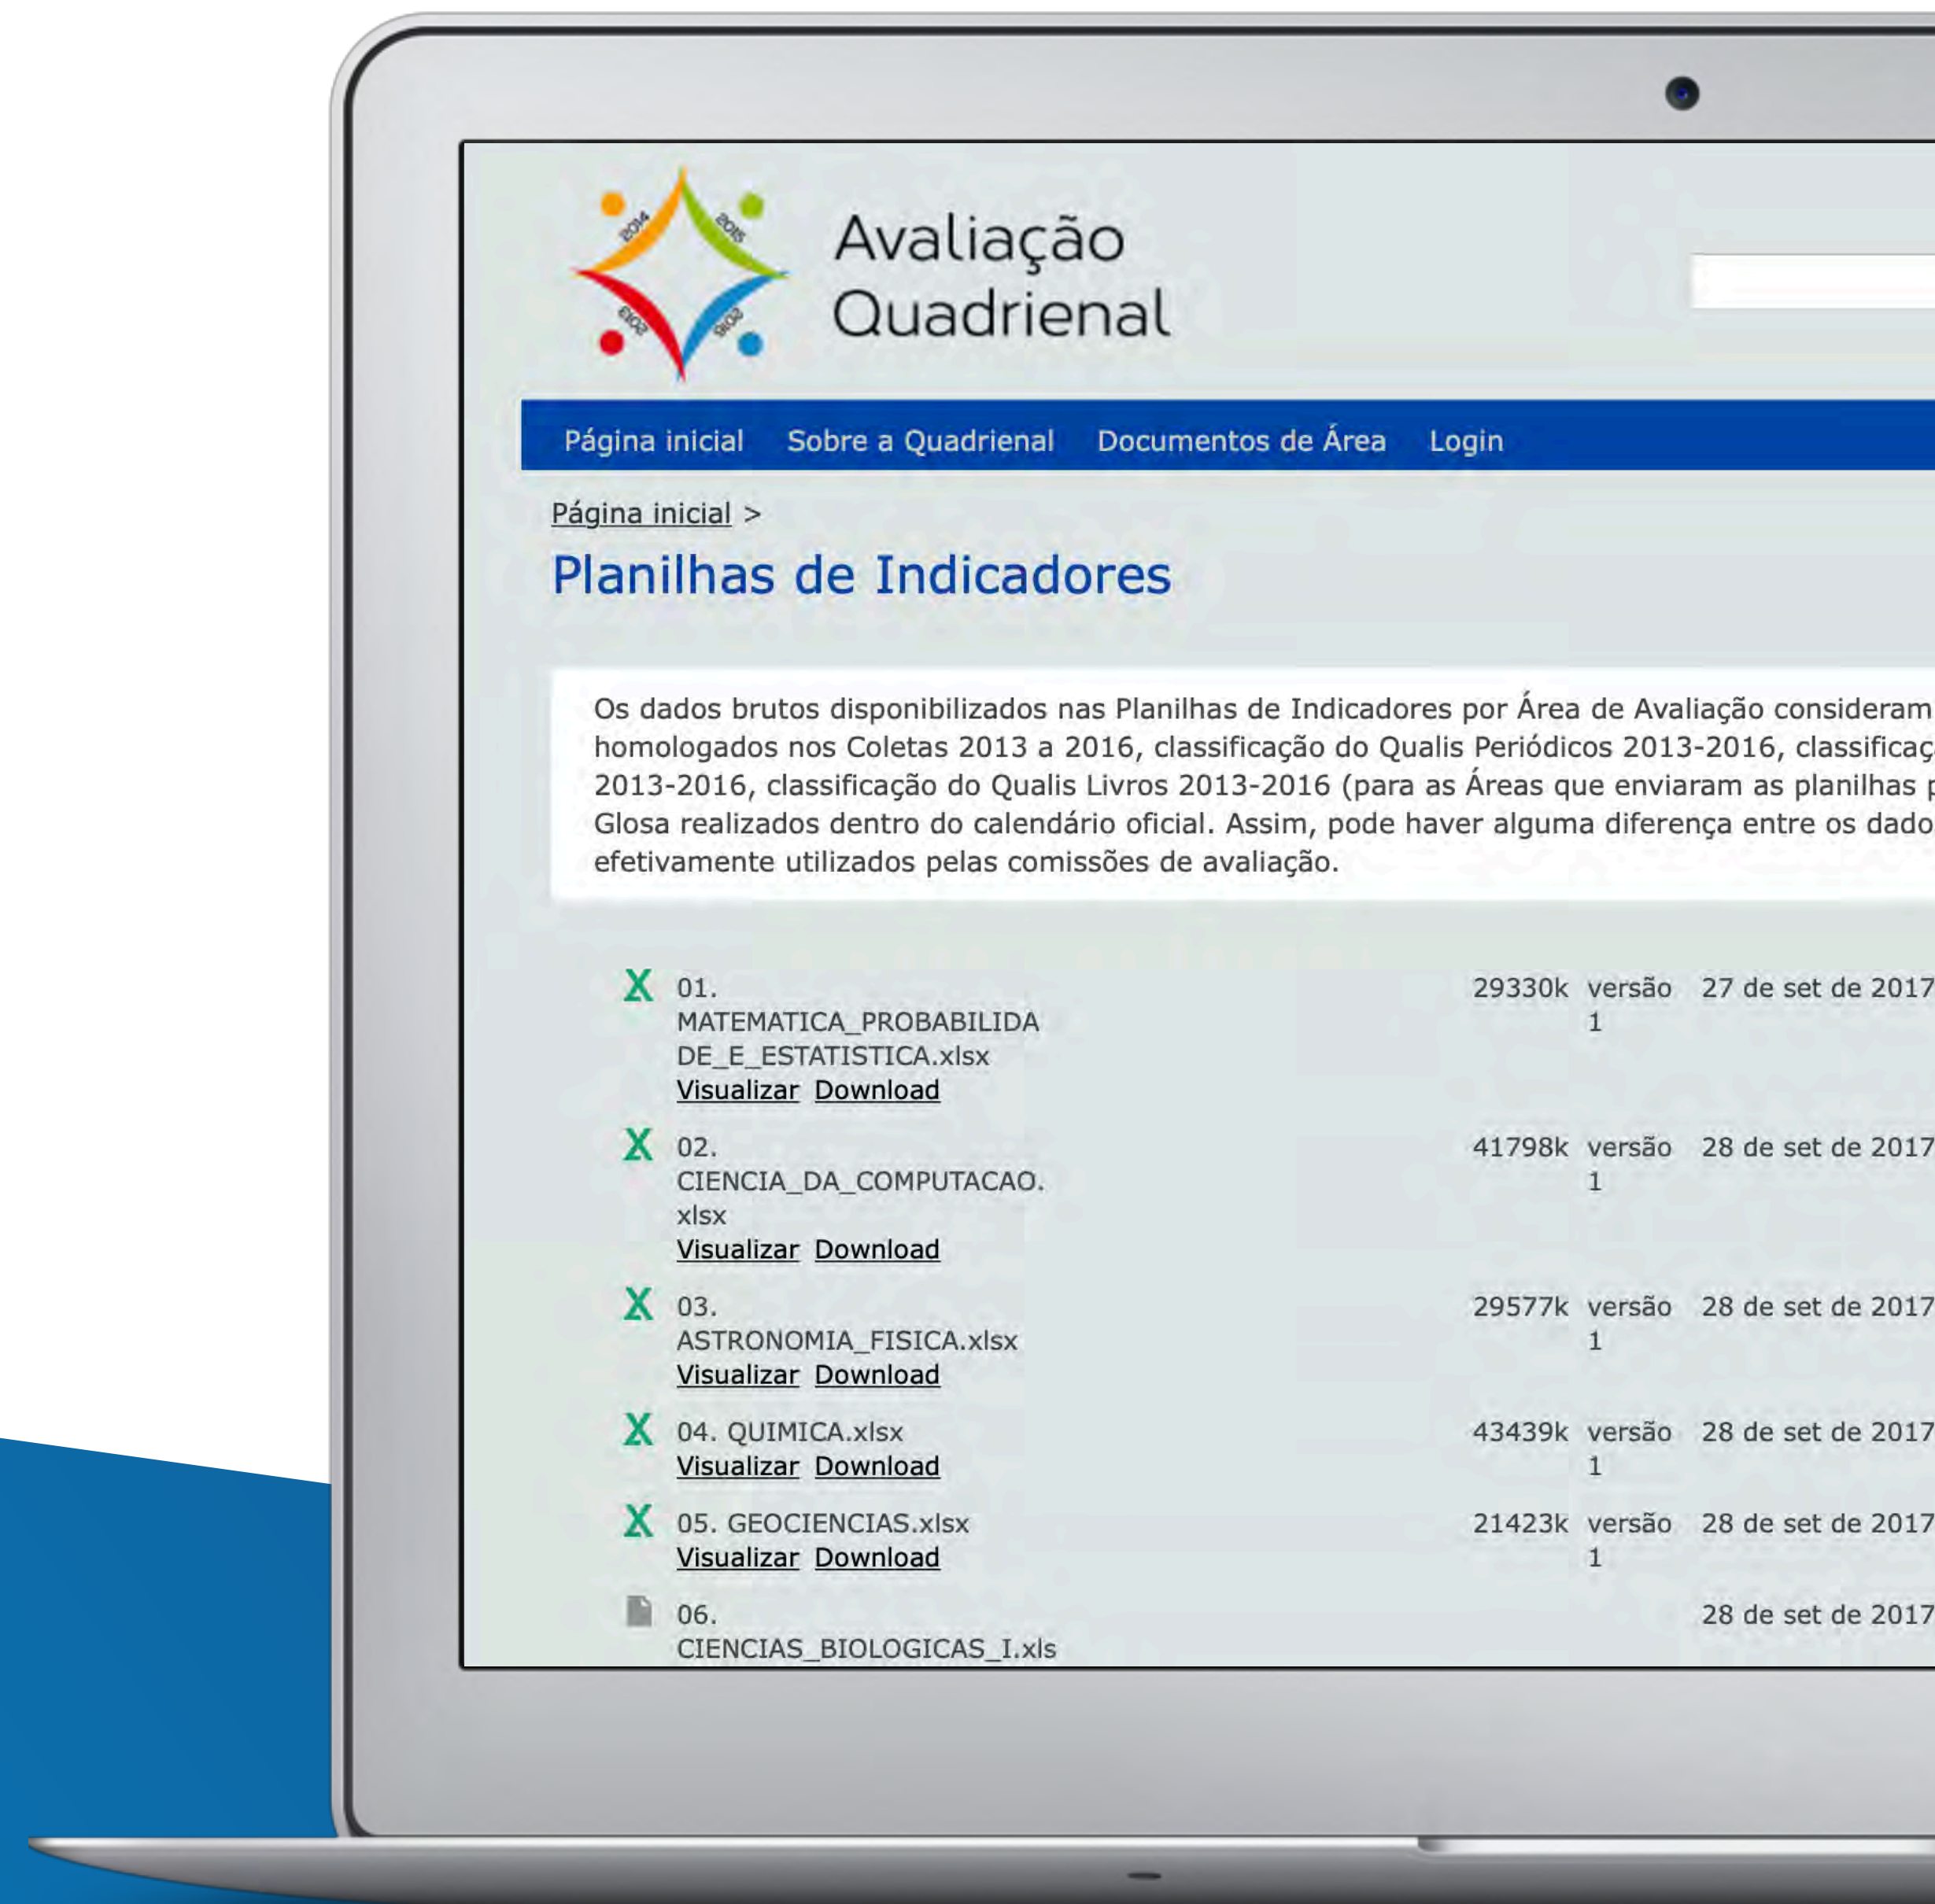 2014
2015
2013
2016
Avaliação
Quadrienal
Página inicial Sobre a Quadrienal Documentos de Área Login
Página inicial >
Planilhas de Indicadores
Os dados brutos disponibilizados nas Planilhas de Indicadores por Área de Avaliação consideram
homologados nos Coletas 2013 a 2016, classificação do Qualis Periódicos 2013-2016, classificaç
2013-2016, classificação do Qualis Livros 2013-2016 (para as Áreas que enviaram as planilhas p
Glosa realizados dentro do calendário oficial. Assim, pode haver alguma diferença entre os dado
efetivamente utilizados pelas comissões de avaliação.
01. 29330k versão 27 de set de 2017
MATEMATICA_PROBABILIDA 1
DE_E_ESTATISTICA.xlsx
Visualizar Download
02. 41798k versão 28 de set de 2017
CIENCIA_DA_COMPUTACAO. 1
xlsx
Visualizar Download
03. 29577k versão 28 de set de 2017
ASTRONOMIA_FISICA.xlsx 1
Visualizar Download
04. QUIMICA.xlsx 43439k versão 28 de set de 2017
Visualizar Download 1
05. GEOCIENCIAS.xlsx 21423k versão 28 de set de 2017
Visualizar Download 1
06. 28 de set de 2017
CIENCIAS_BIOLOGICAS_I.xls